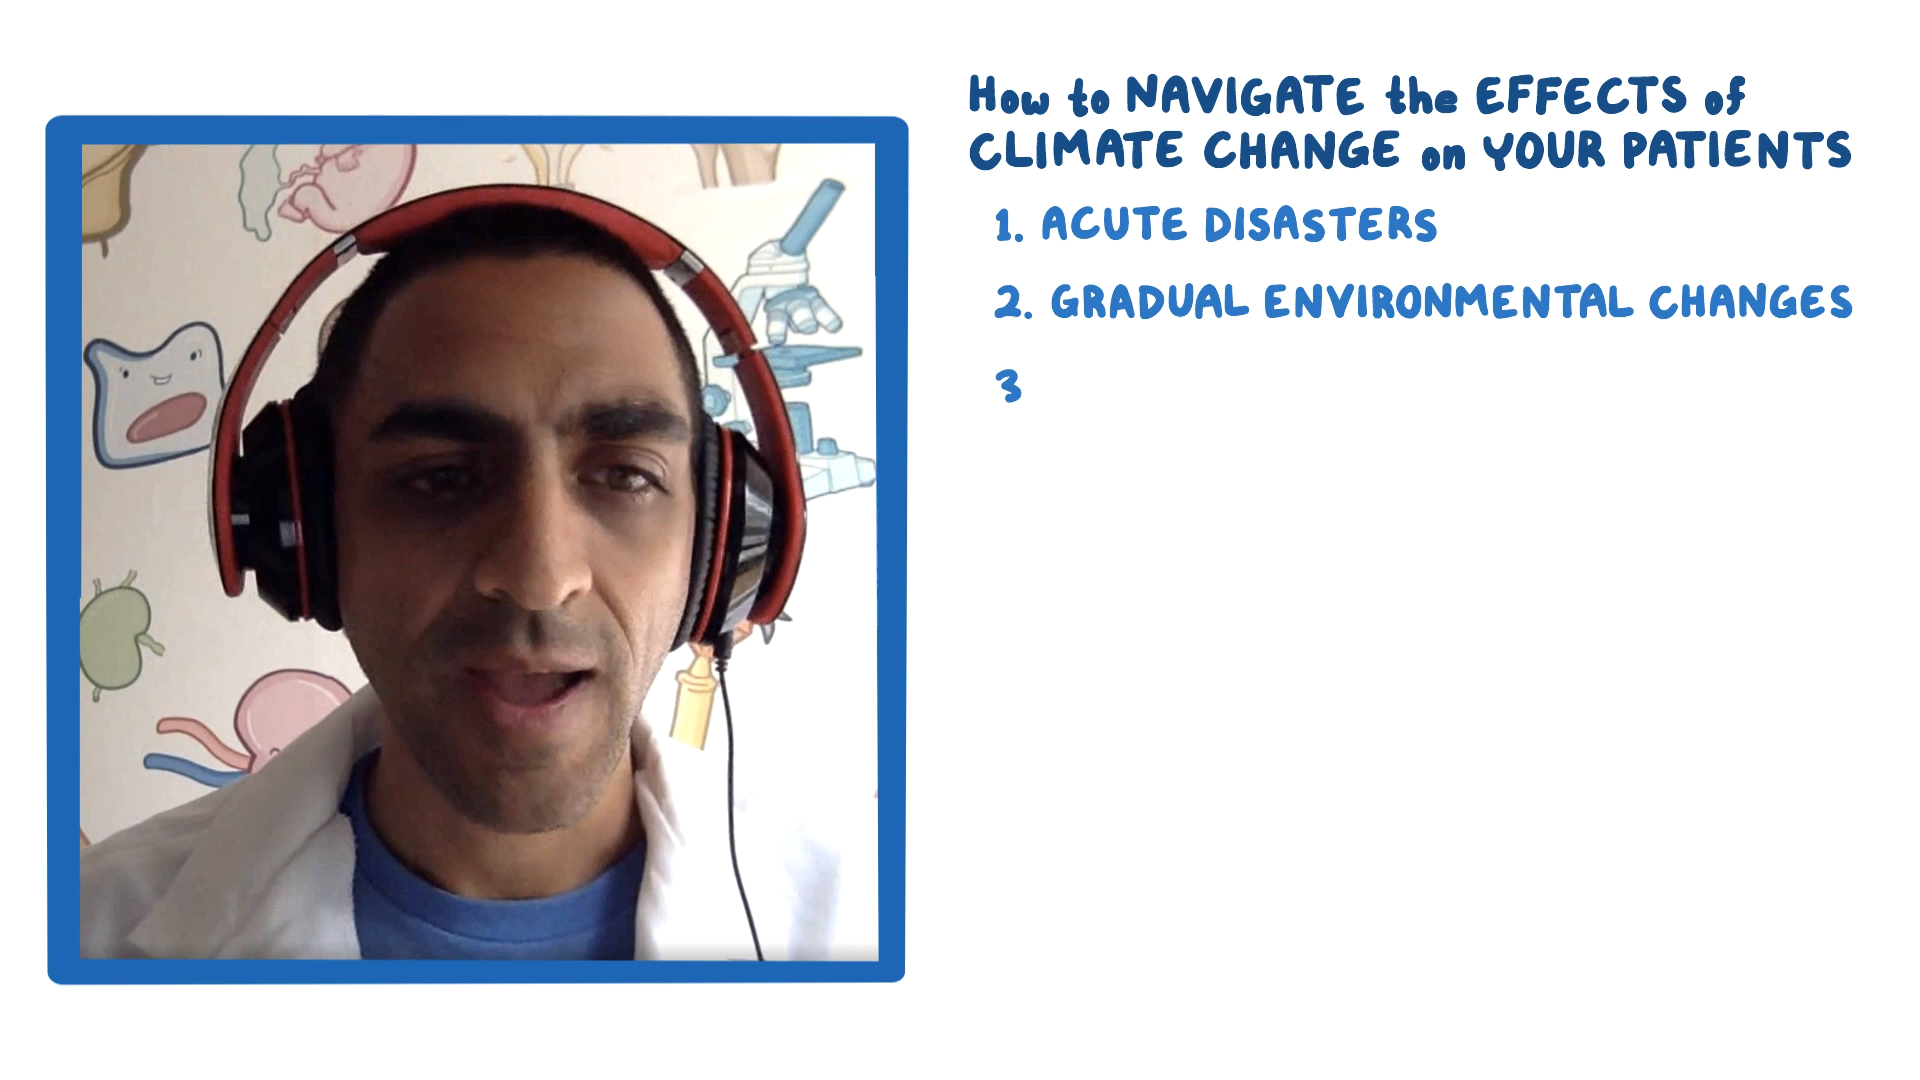 How to NAVIGATE the EFFECTS of
CLIMATE CHANGE on YOUR PATIENTS
1. ACUTE DISASTERS
2. GRADUAL ENVIRONMENTAL CHANGES
3